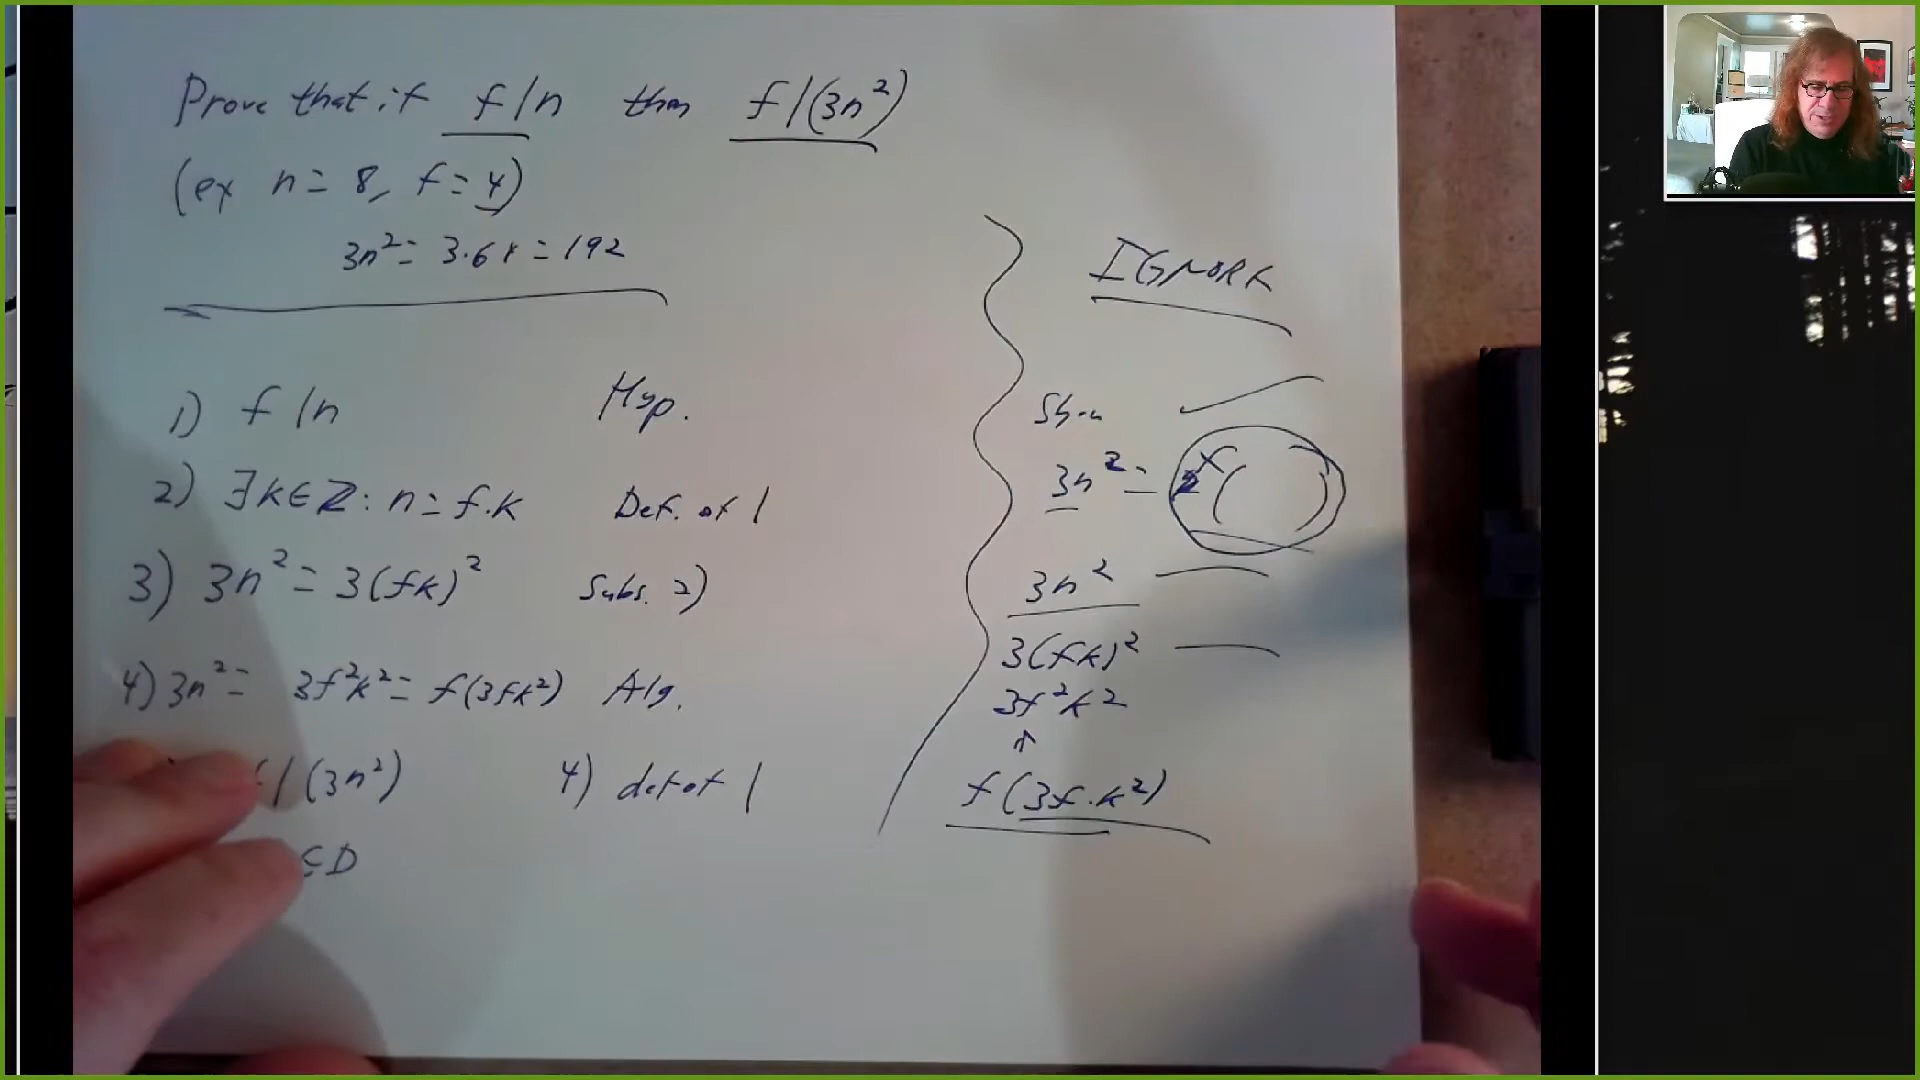 Prove that if f|n then f|(3n²)
(ex n = 8, f = 4)
3n² = 3·64 = 192
1) f|n Hyp.
2) ∃k∈Z: n = f·k Def. of |
3) 3n² = 3(fk)² Subs. 2)
4) 3n² = 3f²k² = f(3fk²) Alg.
f|(3n²) 4) def of |
ED
IGNORE
Show
3n² = f( )
3n²
3(fk)²
3f²k²
f(3f·k²)